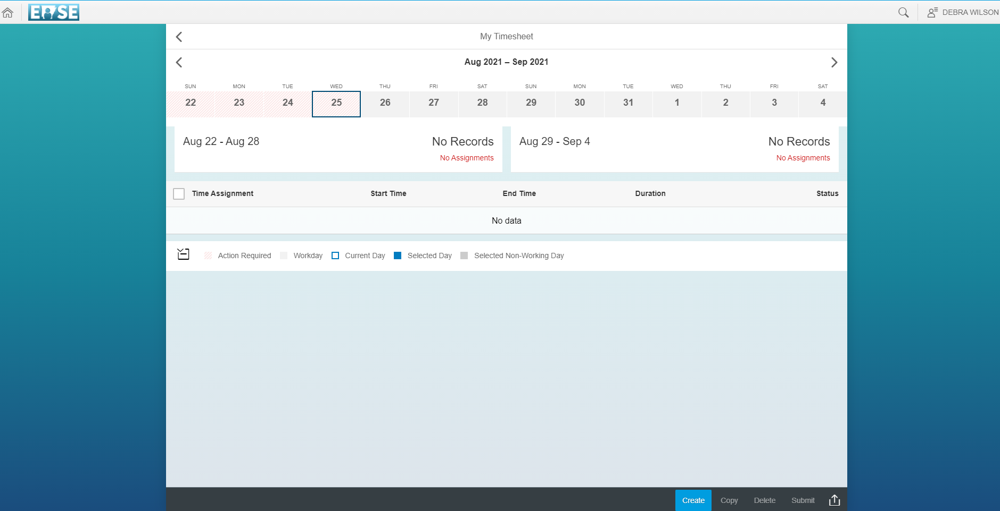 EASE
DEBRA WILSON
My Timesheet
Aug 2021 – Sep 2021
SUN MON TUE WED THU FRI SAT SUN MON TUE WED THU FRI SAT
22 23 24 25 26 27 28 29 30 31 1 2 3 4
Aug 22 - Aug 28 No Records Aug 29 - Sep 4 No Records
No Assignments No Assignments
Time Assignment Start Time End Time Duration Status
No data
Action Required Workday Current Day Selected Day Selected Non-Working Day
Create Copy Delete Submit